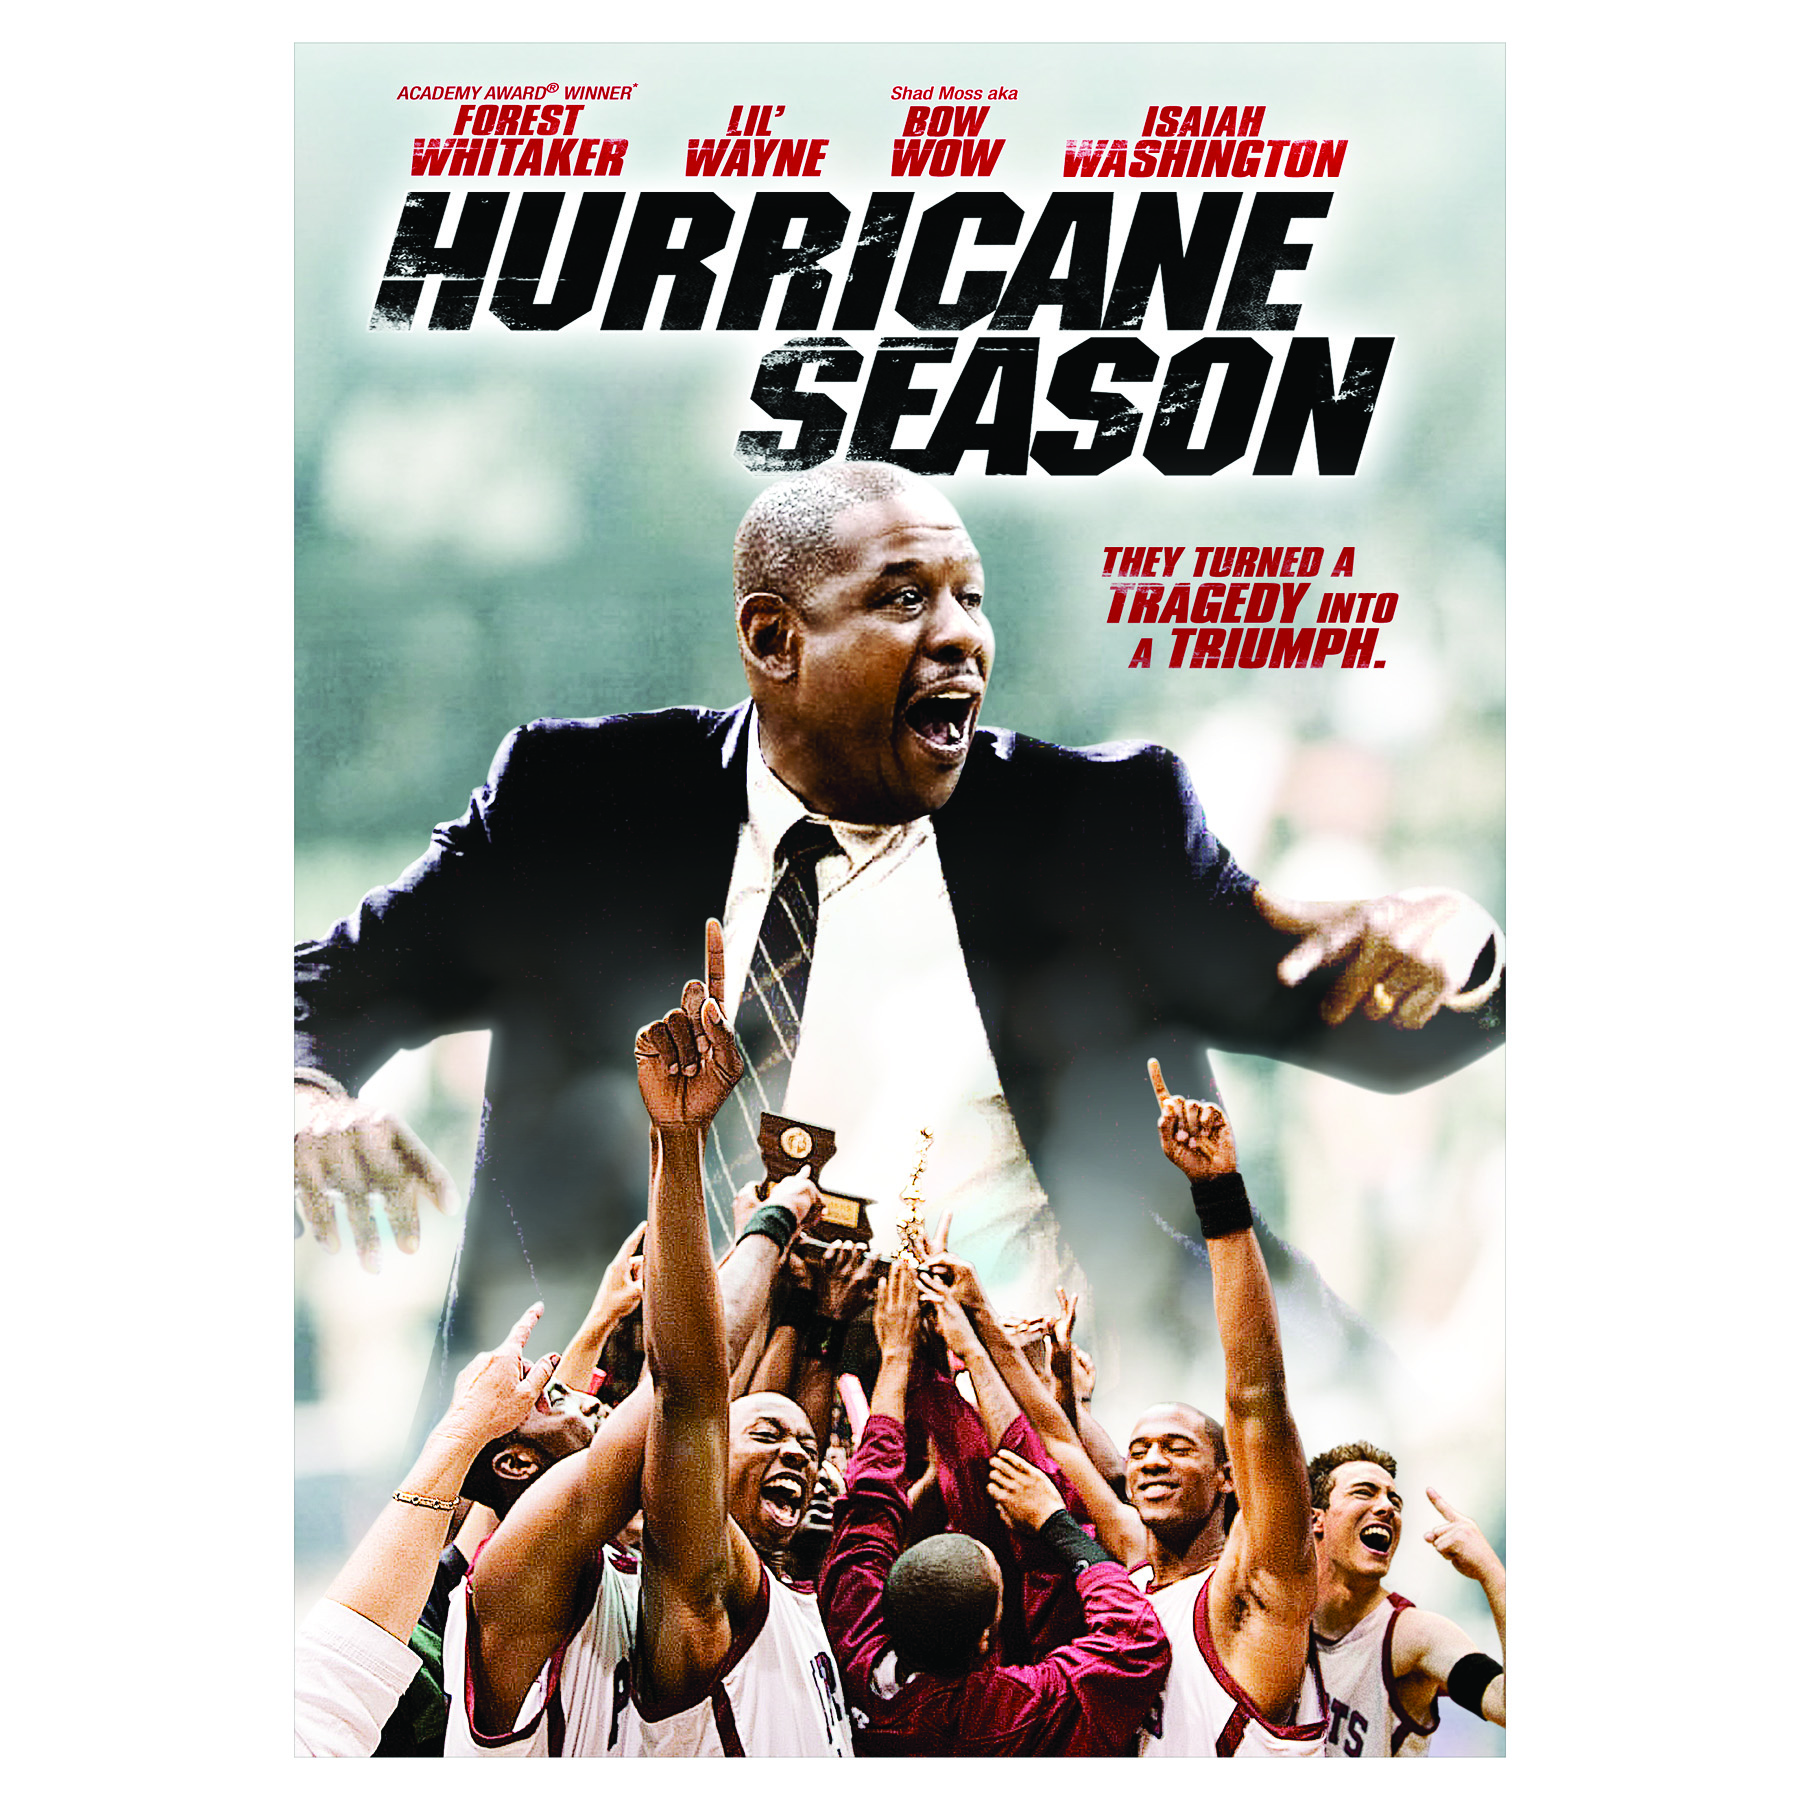 ACADEMY AWARD® WINNER*
FOREST
WHITAKER
LIL'
WAYNE
Shad Moss aka
BOW
WOW
ISAIAH
WASHINGTON
HURRICANE
SEASON
THEY TURNED A
TRAGEDY INTO
A TRIUMPH.
TS